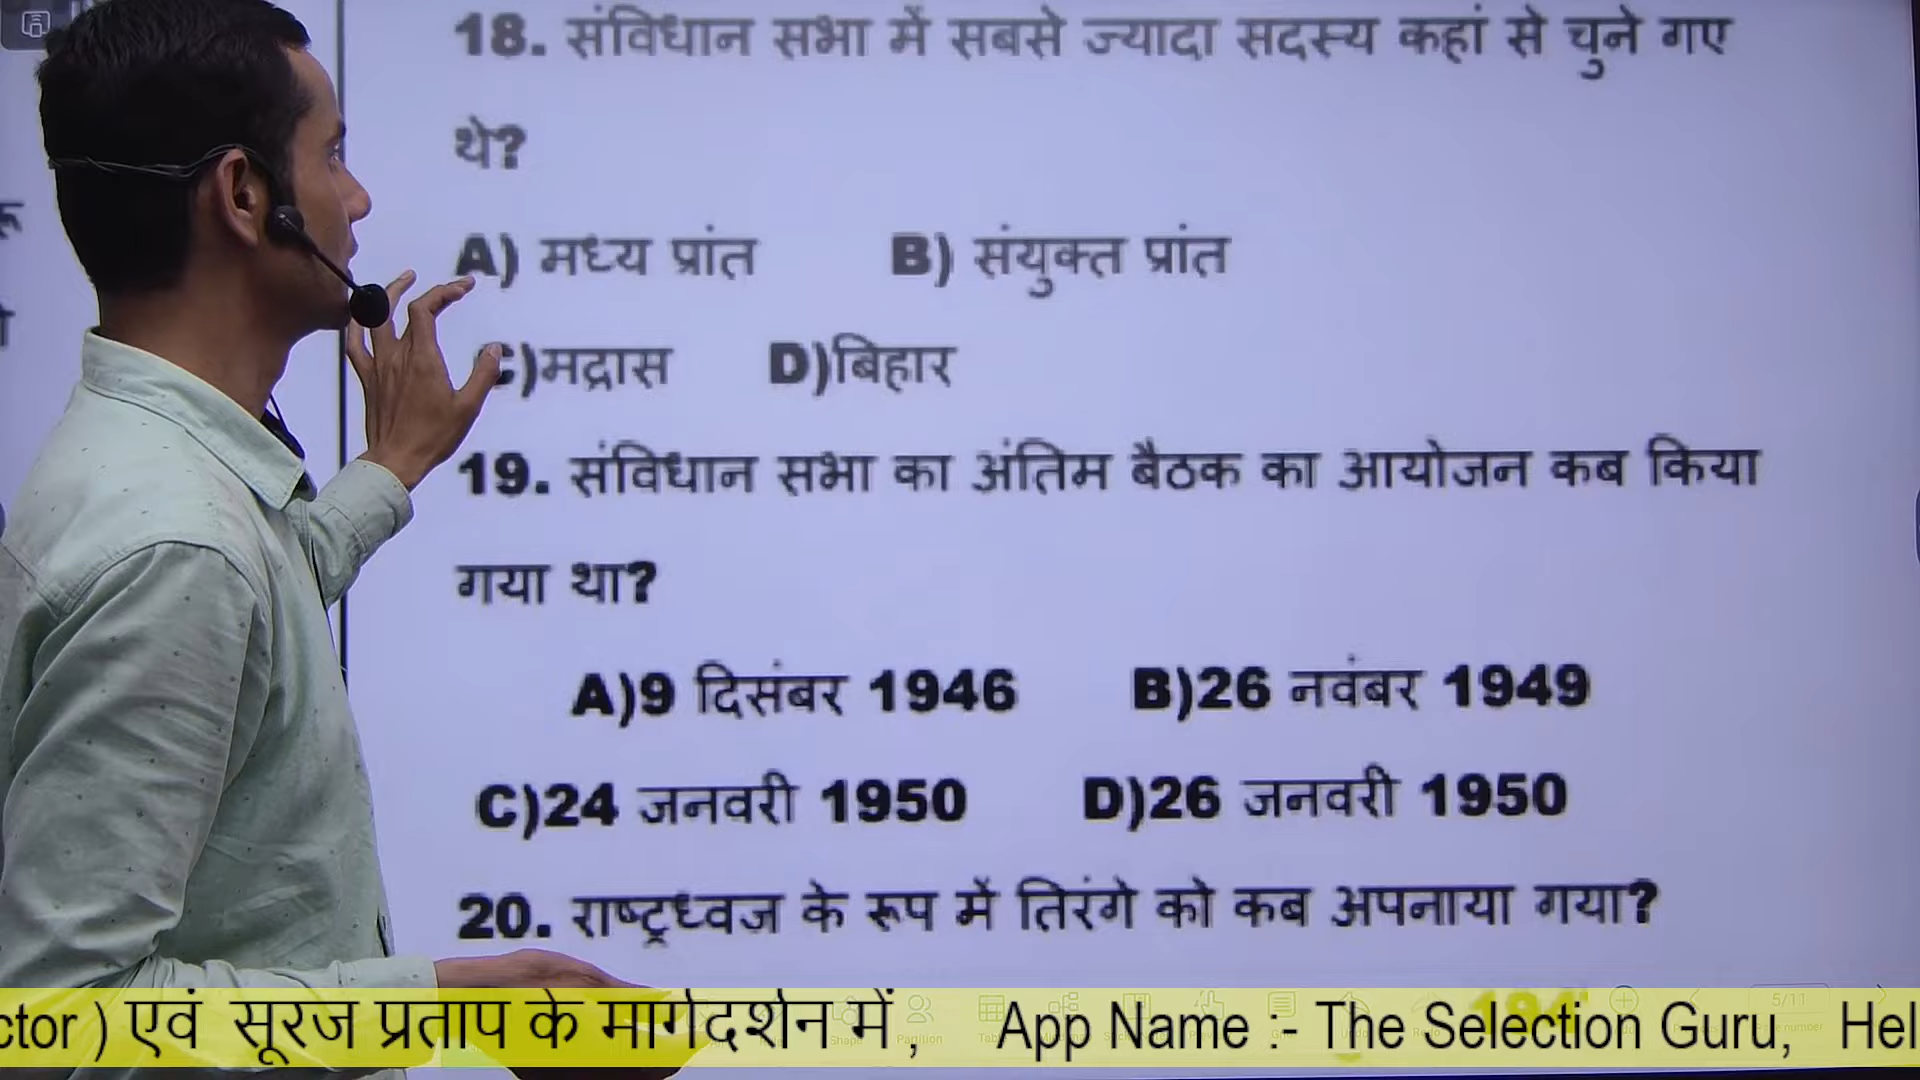 18. संविधान सभा में सबसे ज्यादा सदस्य कहां से चुने गए
थे?
A) मध्य प्रांत B) संयुक्त प्रांत
C)मद्रास D)बिहार
19. संविधान सभा का अंतिम बैठक का आयोजन कब किया
गया था?
A)9 दिसंबर 1946 B)26 नवंबर 1949
C)24 जनवरी 1950 D)26 जनवरी 1950
20. राष्ट्रध्वज के रूप में तिरंगे को कब अपनाया गया?
5/11
ctor ) एवं सूरज प्रताप के मार्गदर्शन में , App Name :- The Selection Guru, Hel